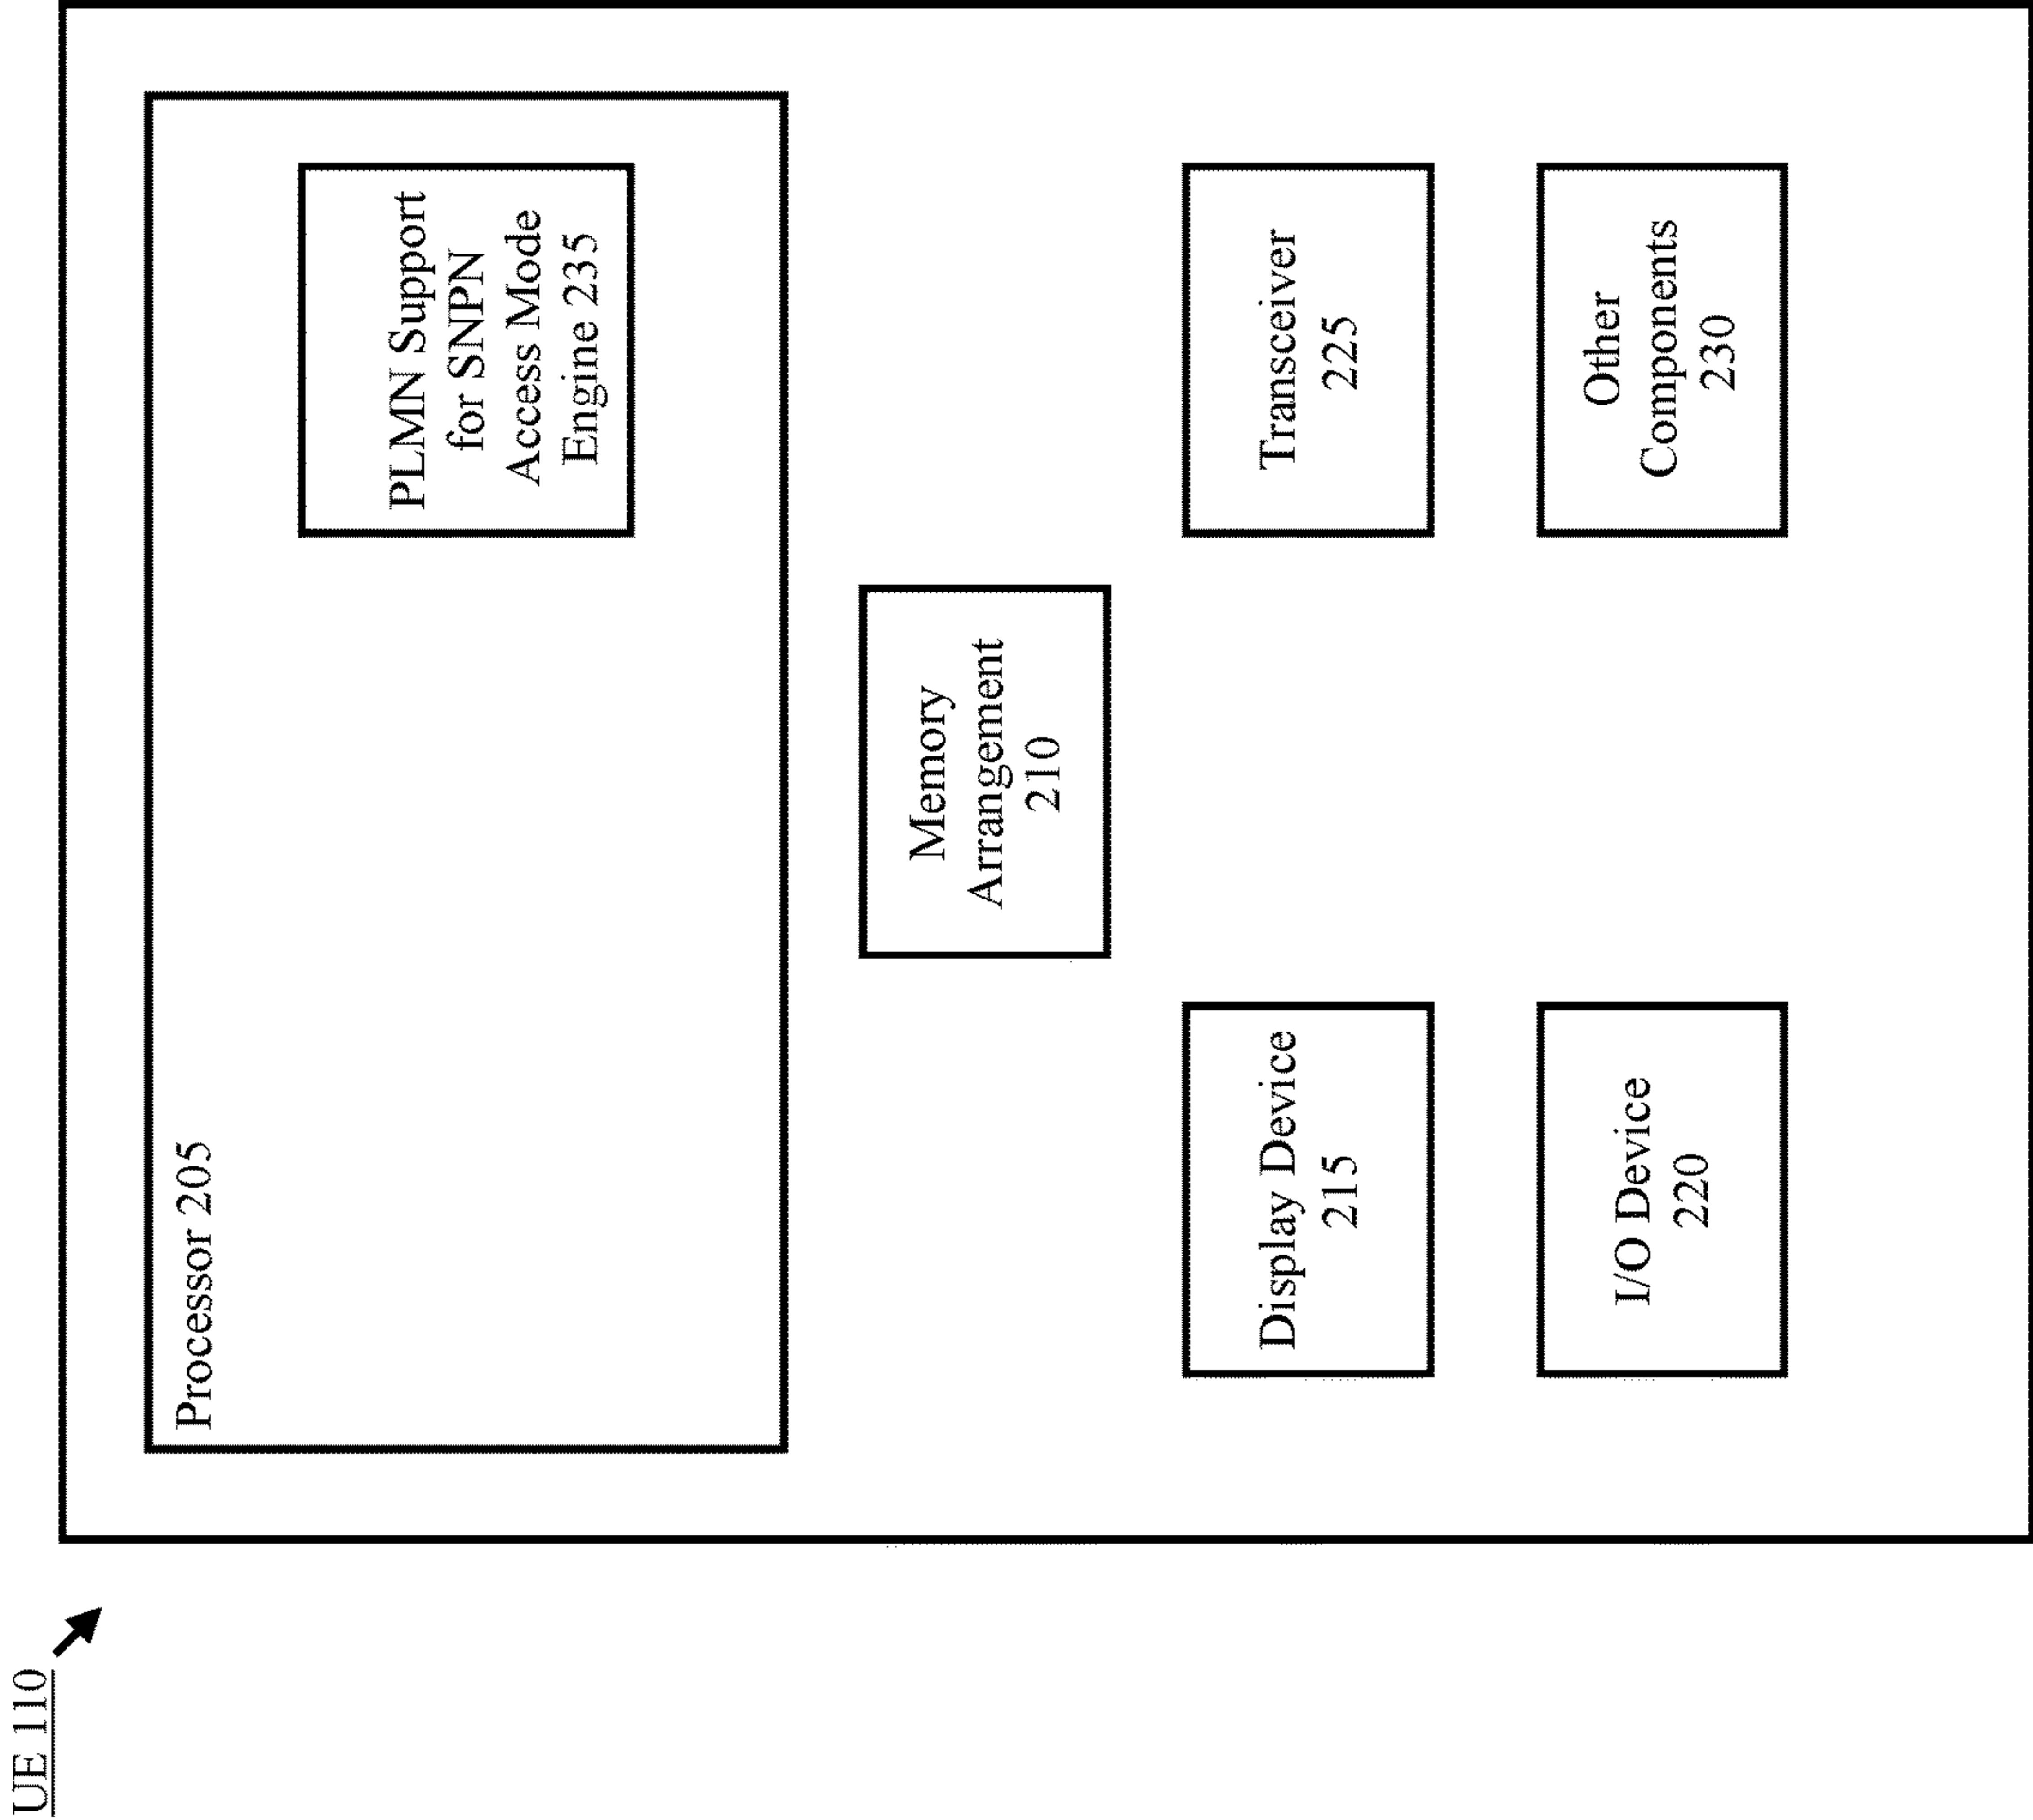 UE 110
Processor 205
PLMN Support
for SNPN
Access Mode
Engine 235
Memory
Arrangement
210
Display Device
215
Transceiver
225
I/O Device
220
Other
Components
230